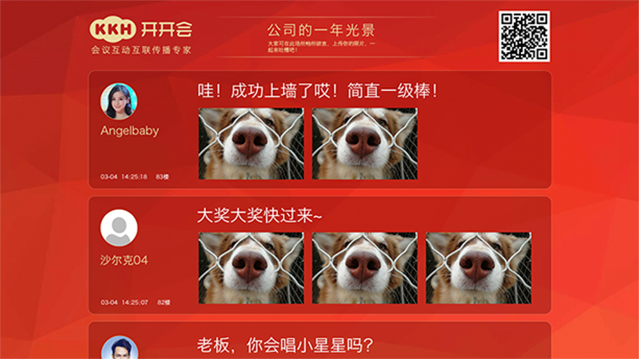 KKH 开开会
会议互动互联传播专家
公司的一年光景
大家可在此场所畅所欲言，上传你的照片，一
起来吐槽吧！
哇！成功上墙了哎！简直一级棒！
Angelbaby
03-04 14:25:18 83楼
大奖大奖快过来~
沙尔克04
03-04 14:25:07 82楼
老板，你会唱小星星吗？